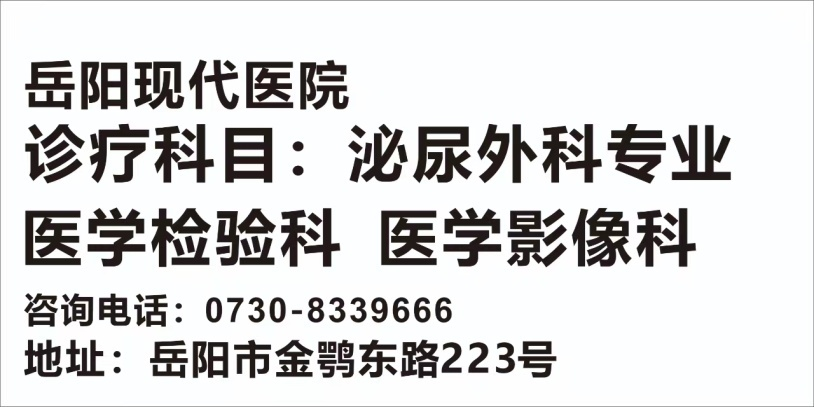 岳阳现代医院
诊疗科目：泌尿外科专业
医学检验科 医学影像科
咨询电话：0730-8339666
地址：岳阳市金鹗东路223号